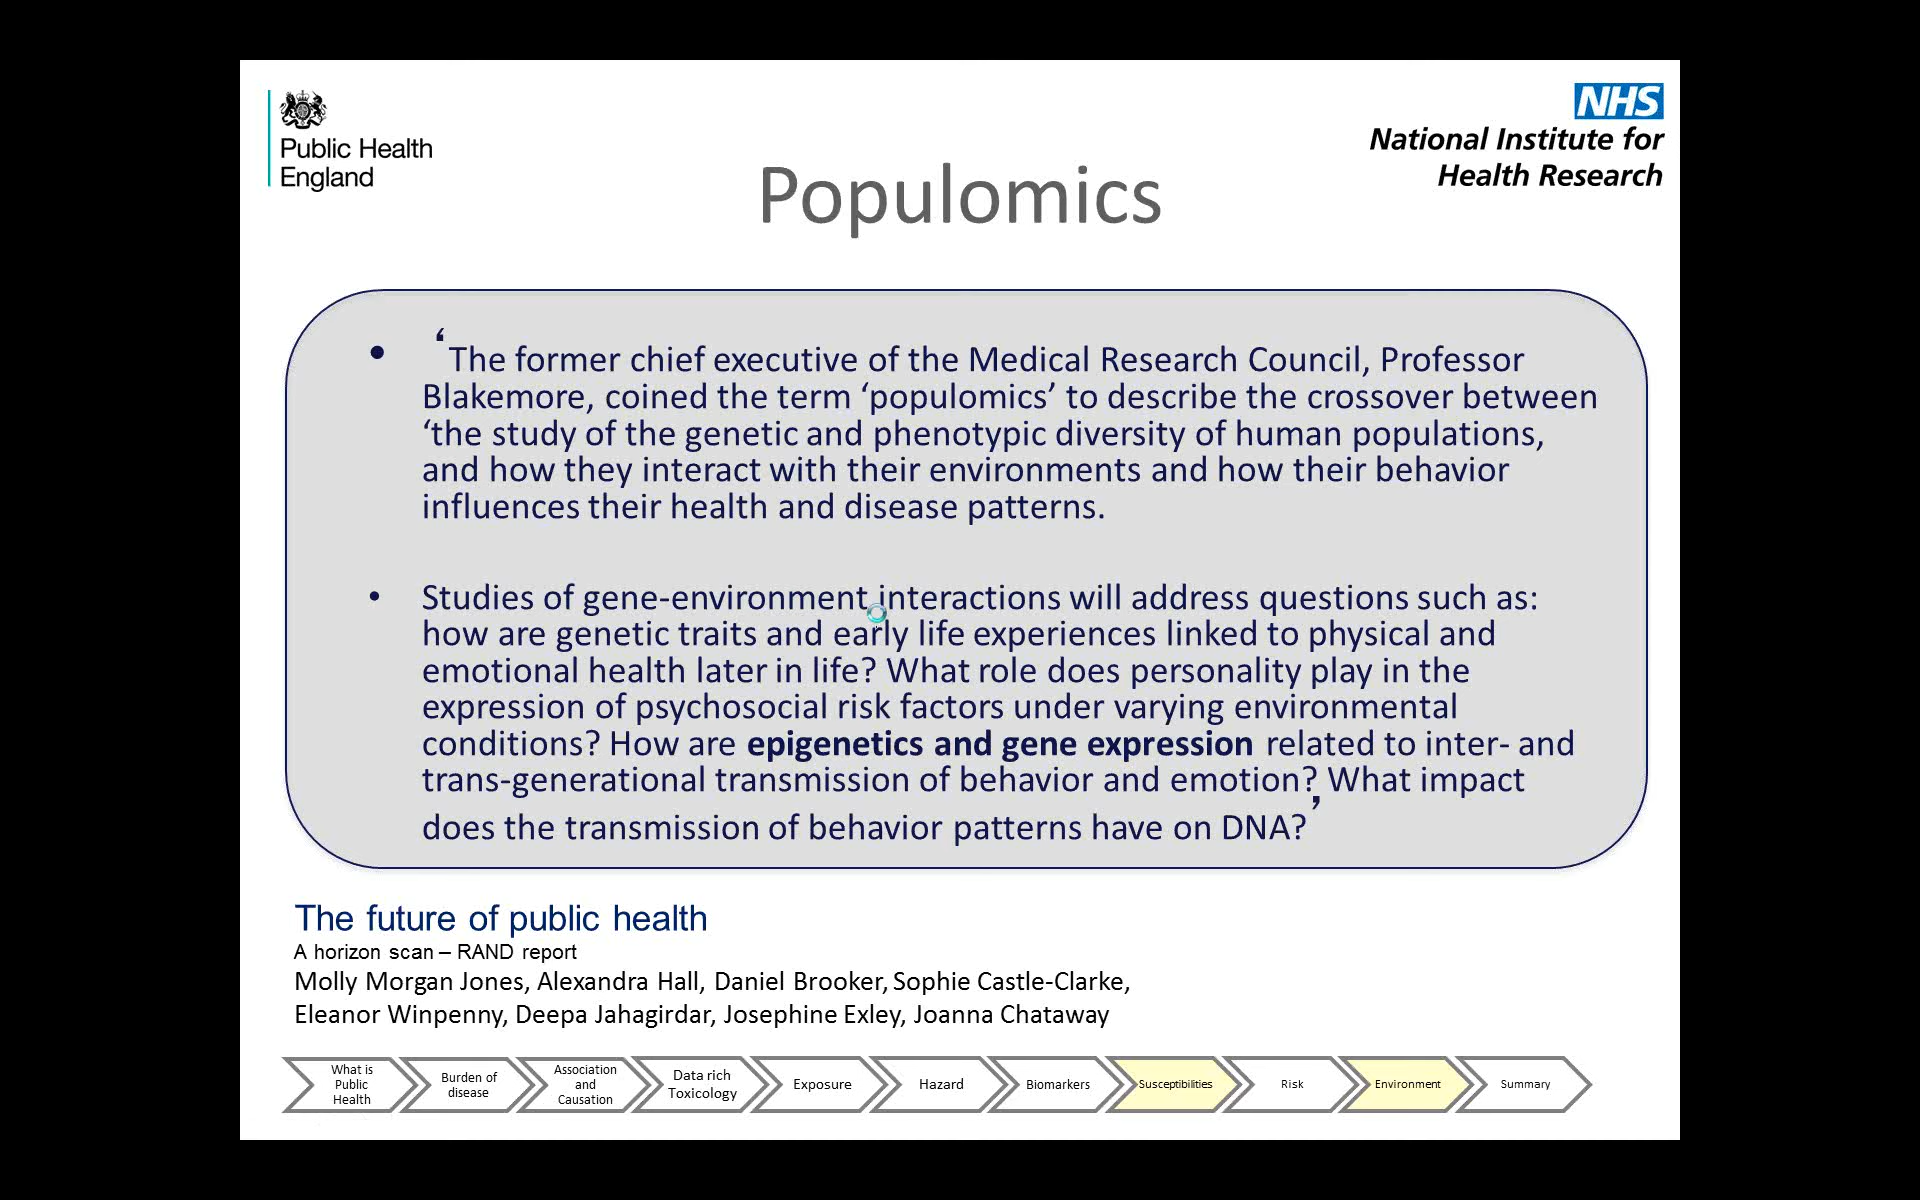 Public Health
England
NHS
National Institute for
Health Research
Populomics
• ‘The former chief executive of the Medical Research Council, Professor
Blakemore, coined the term ‘populomics’ to describe the crossover between
‘the study of the genetic and phenotypic diversity of human populations,
and how they interact with their environments and how their behavior
influences their health and disease patterns.
• Studies of gene-environment interactions will address questions such as:
how are genetic traits and early life experiences linked to physical and
emotional health later in life? What role does personality play in the
expression of psychosocial risk factors under varying environmental
conditions? How are epigenetics and gene expression related to inter- and
trans-generational transmission of behavior and emotion? What impact
does the transmission of behavior patterns have on DNA?’
The future of public health
A horizon scan – RAND report
Molly Morgan Jones, Alexandra Hall, Daniel Brooker, Sophie Castle-Clarke,
Eleanor Winpenny, Deepa Jahagirdar, Josephine Exley, Joanna Chataway
What is
Public
Health
Burden of
disease
Association
and
Causation
Data rich
Toxicology
Exposure
Hazard
Biomarkers
Susceptibilities
Risk
Environment
Summary